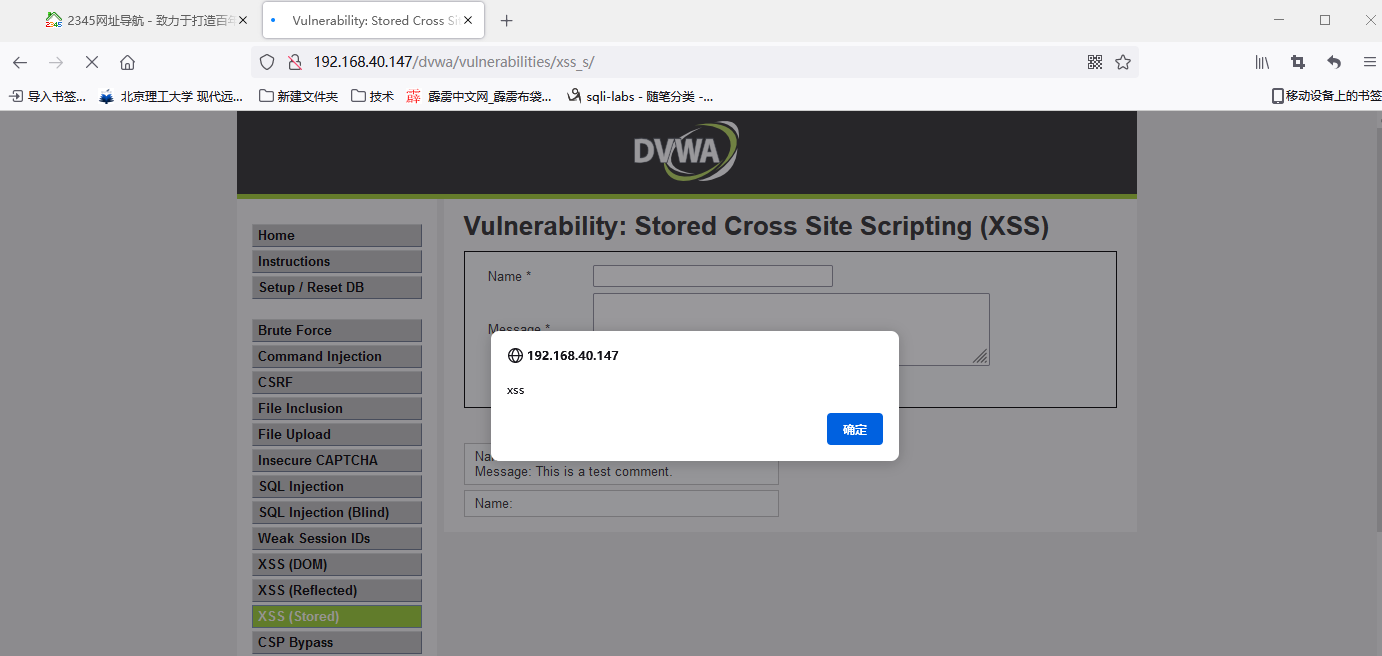 2345网址导航 - 致力于打造百年
Vulnerability: Stored Cross Sit
192.168.40.147/dvwa/vulnerabilities/xss_s/
导入书签... 北京理工大学 现代远... 新建文件夹 技术 霹雳 霹雳中文网_霹雳布袋... sqli-labs - 随笔分类 -... 移动设备上的书签
DVWA
Vulnerability: Stored Cross Site Scripting (XSS)
Home
Instructions
Setup / Reset DB
Brute Force
Command Injection
CSRF
File Inclusion
File Upload
Insecure CAPTCHA
SQL Injection
SQL Injection (Blind)
Weak Session IDs
XSS (DOM)
XSS (Reflected)
XSS (Stored)
CSP Bypass
Name *
Message *
192.168.40.147
xss
确定
Na
Message: This is a test comment.
Name: